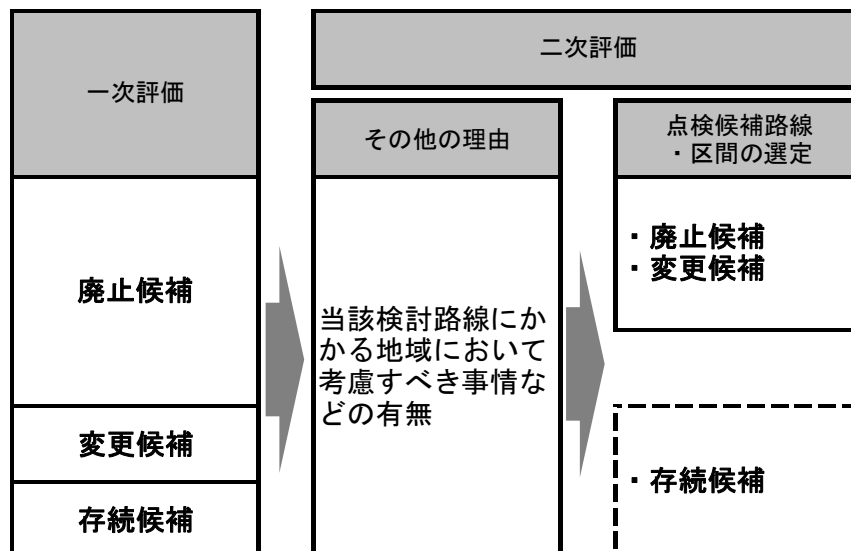 一次評価
廃止候補
変更候補
存続候補
二次評価
その他の理由
当該検討路線にか
かる地域において
考慮すべき事情な
どの有無
点検候補路線
・区間の選定
・廃止候補
・変更候補
・存続候補